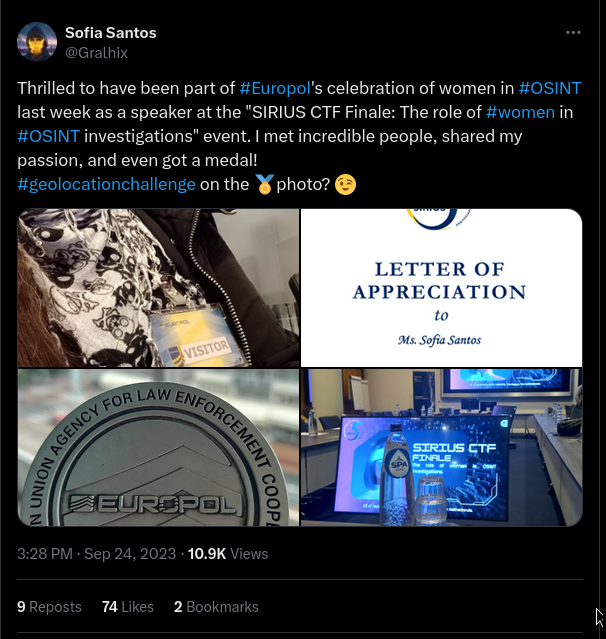 Sofia Santos
@Gralhix
Thrilled to have been part of #Europol's celebration of women in #OSINT
last week as a speaker at the "SIRIUS CTF Finale: The role of #women in
#OSINT investigations" event. I met incredible people, shared my
passion, and even got a medal!
#geolocationchallenge on the 🏅photo? 😉
EUROPOL
VISITOR
SIRIUS
LETTER OF
APPRECIATION
to
Ms. Sofia Santos
N UNION AGENCY FOR LAW ENFORCEMENT COOP
EUROPOL
SIRIUS CTF
FINALE
The role of women in OSINT
investigations.
SPA
3:28 PM · Sep 24, 2023 · 10.9K Views
9 Reposts 74 Likes 2 Bookmarks